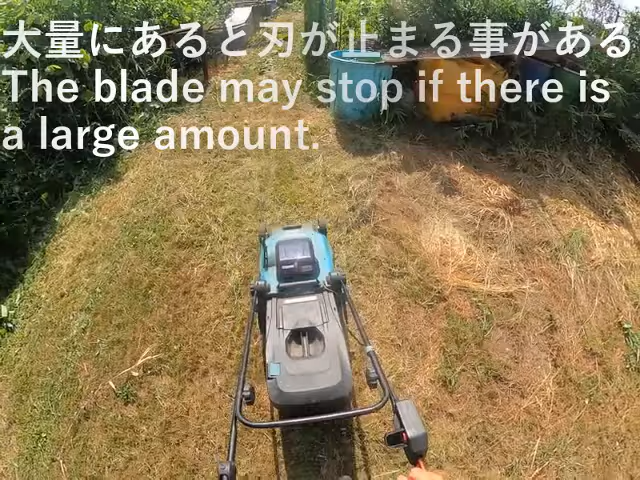 大量にあると刃が止まる事がある
The blade may stop if there is
a large amount.